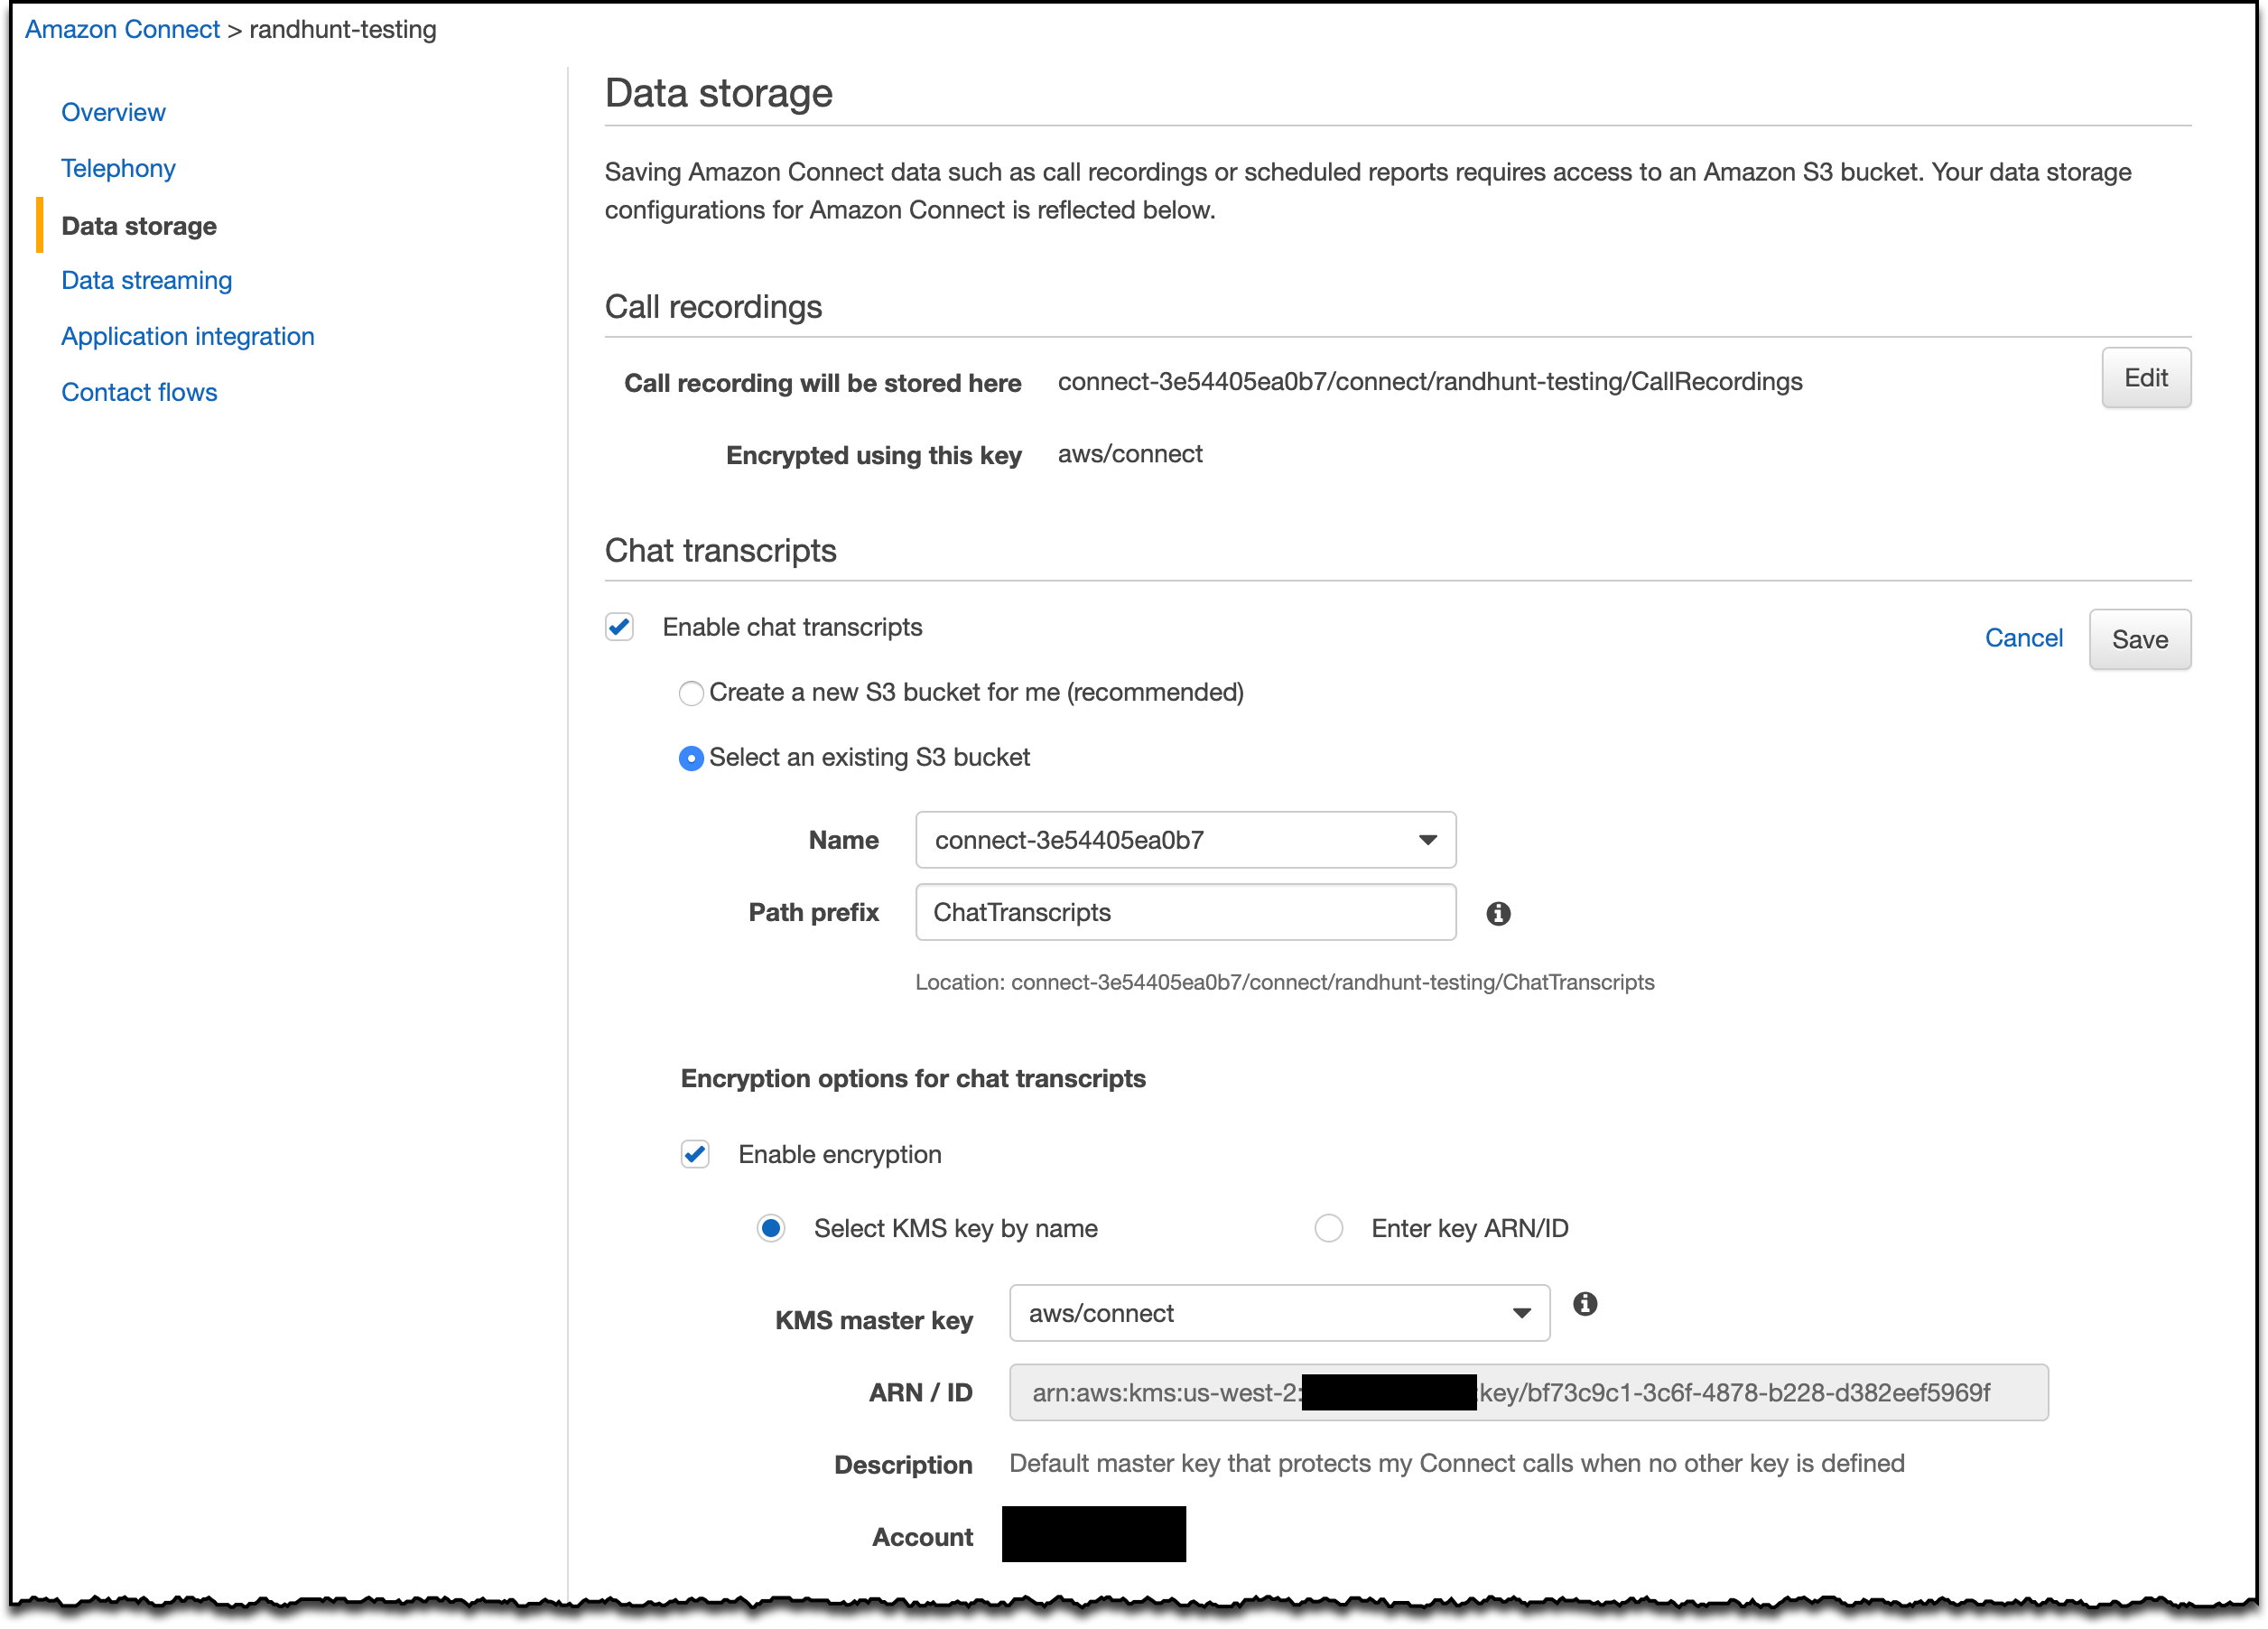 Amazon Connect > randhunt-testing
Overview
Telephony
Data storage
Data streaming
Application integration
Contact flows
Data storage
Saving Amazon Connect data such as call recordings or scheduled reports requires access to an Amazon S3 bucket. Your data storage
configurations for Amazon Connect is reflected below.
Call recordings
Call recording will be stored here connect-3e54405ea0b7/connect/randhunt-testing/CallRecordings
Edit
Encrypted using this key aws/connect
Chat transcripts
Enable chat transcripts
Cancel Save
Create a new S3 bucket for me (recommended)
Select an existing S3 bucket
Name connect-3e54405ea0b7
Path prefix ChatTranscripts
Location: connect-3e54405ea0b7/connect/randhunt-testing/ChatTranscripts
Encryption options for chat transcripts
Enable encryption
Select KMS key by name Enter key ARN/ID
KMS master key aws/connect
ARN / ID arn:aws:kms:us-west-2: :key/bf73c9c1-3c6f-4878-b228-d382eef5969f
Description Default master key that protects my Connect calls when no other key is defined
Account